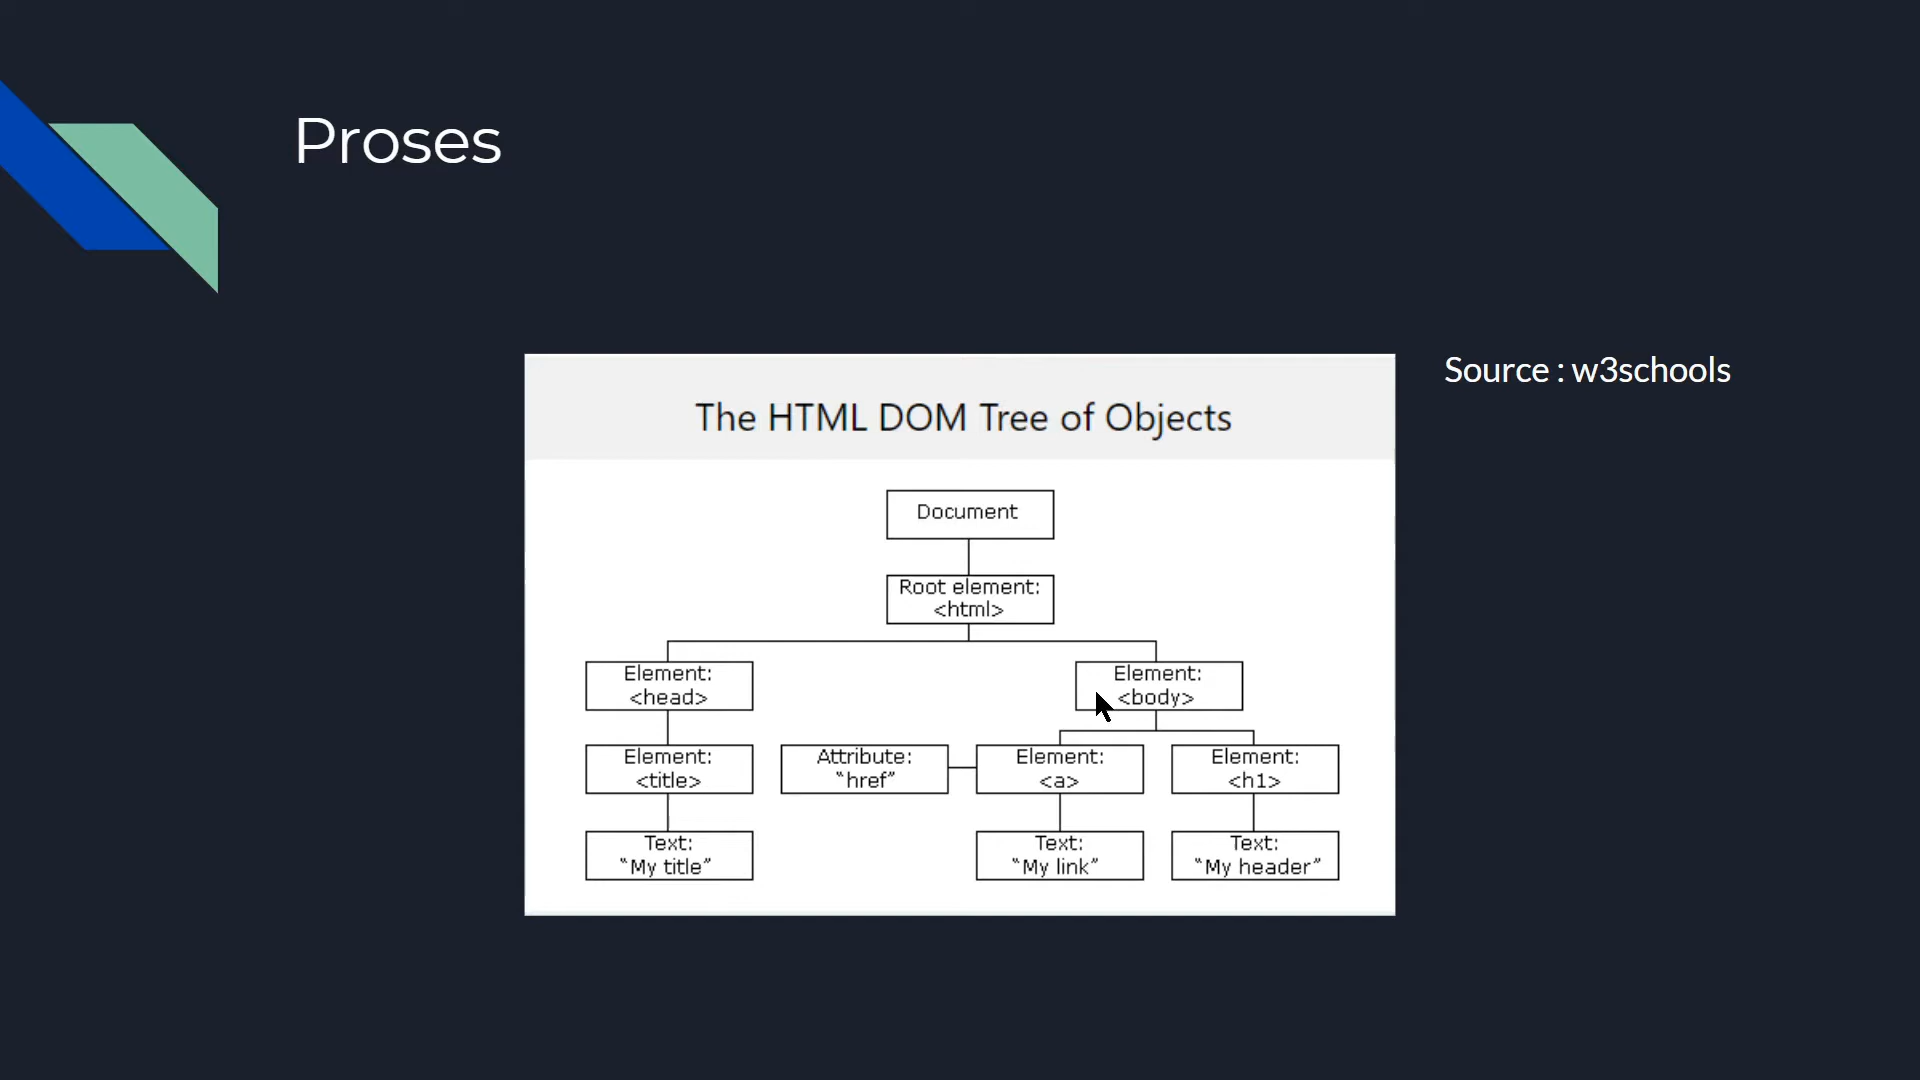 Proses
Source : w3schools
The HTML DOM Tree of Objects
Document
Root element:
<html>
Element:
<head>
Element:
<body>
Element:
<title>
Attribute:
“href”
Element:
<a>
Element:
<h1>
Text:
“My title”
Text:
“My link”
Text:
“My header”